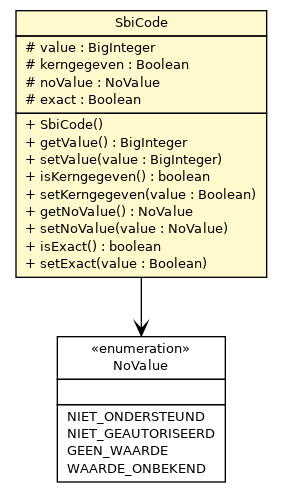 SbiCode
# value : BigInteger
# kerngegeven : Boolean
# noValue : NoValue
# exact : Boolean
+ SbiCode()
+ getValue() : BigInteger
+ setValue(value : BigInteger)
+ isKerngegeven() : boolean
+ setKerngegeven(value : Boolean)
+ getNoValue() : NoValue
+ setNoValue(value : NoValue)
+ isExact() : boolean
+ setExact(value : Boolean)
«enumeration»
NoValue
NIET_ONDERSTEUND
NIET_GEAUTORISEERD
GEEN_WAARDE
WAARDE_ONBEKEND